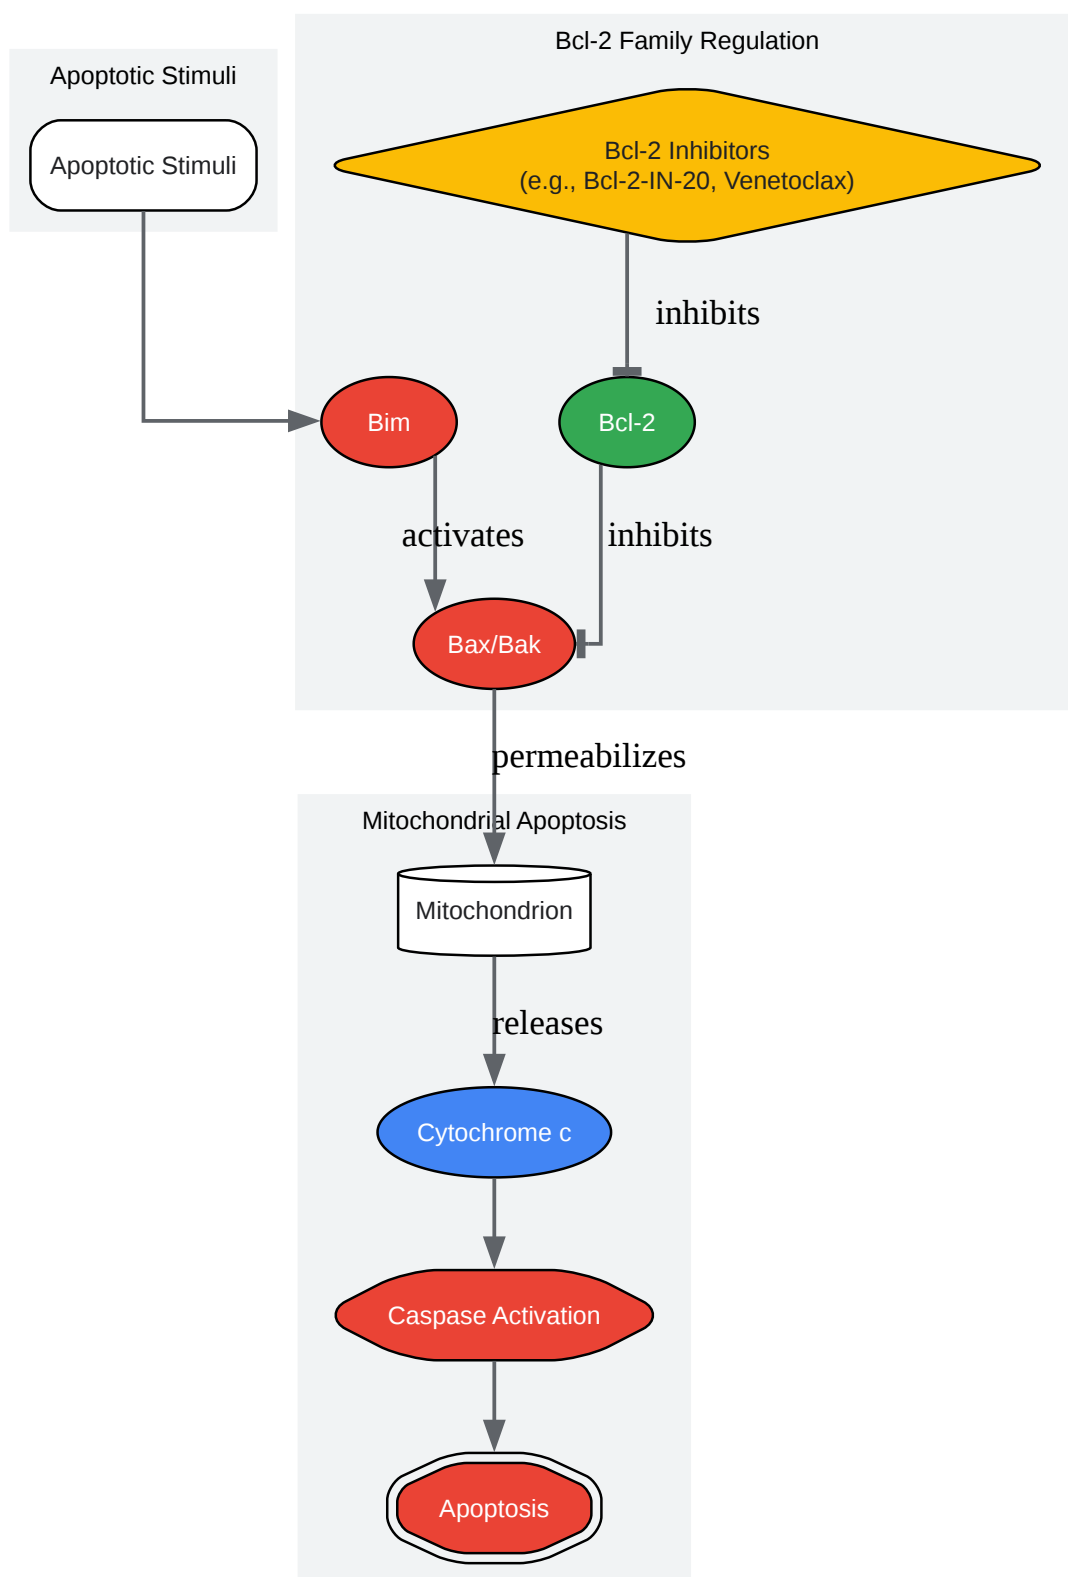 Bcl-2 Family Regulation
Apoptotic Stimuli
Apoptotic Stimuli
Bcl-2 Inhibitors
(e.g., Bcl-2-IN-20, Venetoclax)
inhibits
Bim
Bcl-2
activates
inhibits
Bax/Bak
permeabilizes
Mitochondrial Apoptosis
Mitochondrion
releases
Cytochrome c
Caspase Activation
Apoptosis